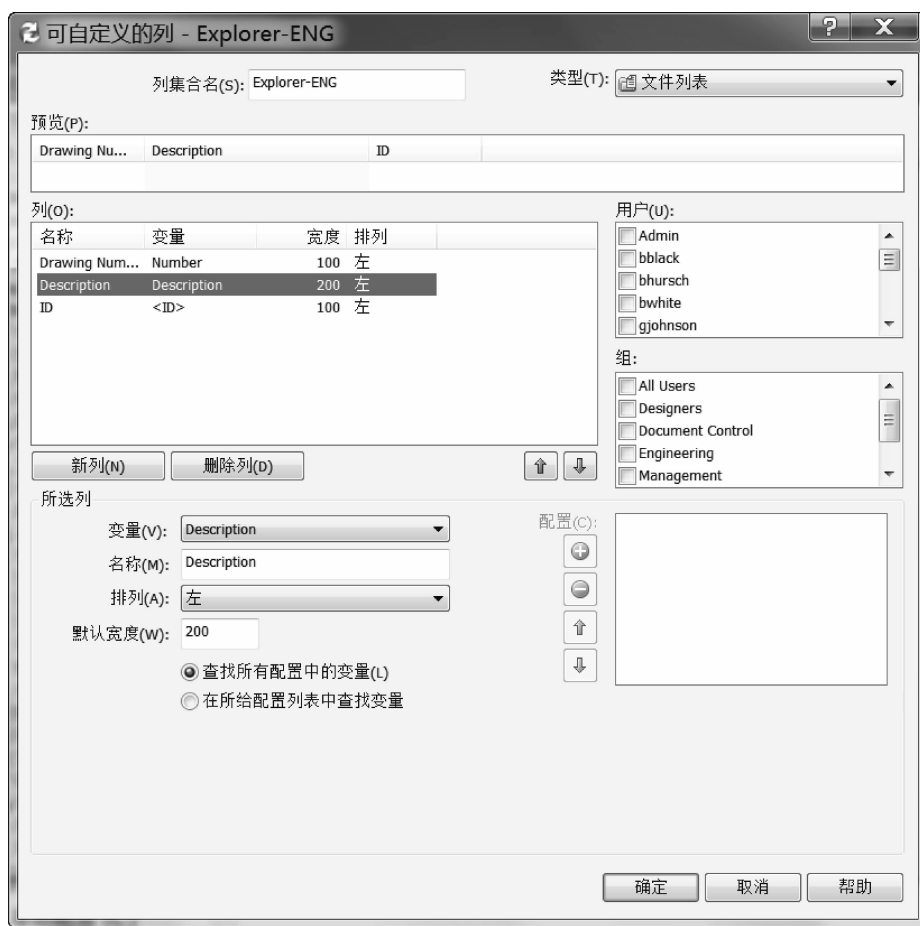 可自定义的列 - Explorer-ENG
列集合名(S): Explorer-ENG 类型(T): 文件列表
预览(P):
Drawing Nu... Description ID
列(O): 用户(U):
名称 变量 宽度 排列
Drawing Num... Number 100 左
Description Description 200 左
ID <ID> 100 左
Admin
bblack
bhursch
bwhite
gjohnson
组:
All Users
Designers
Document Control
Engineering
Management
新列(N) 删除列(D)
所选列
变量(V): Description
名称(M): Description
排列(A): 左
默认宽度(W): 200
查找所有配置中的变量(L)
在所给配置列表中查找变量
配置(C):
确定 取消 帮助